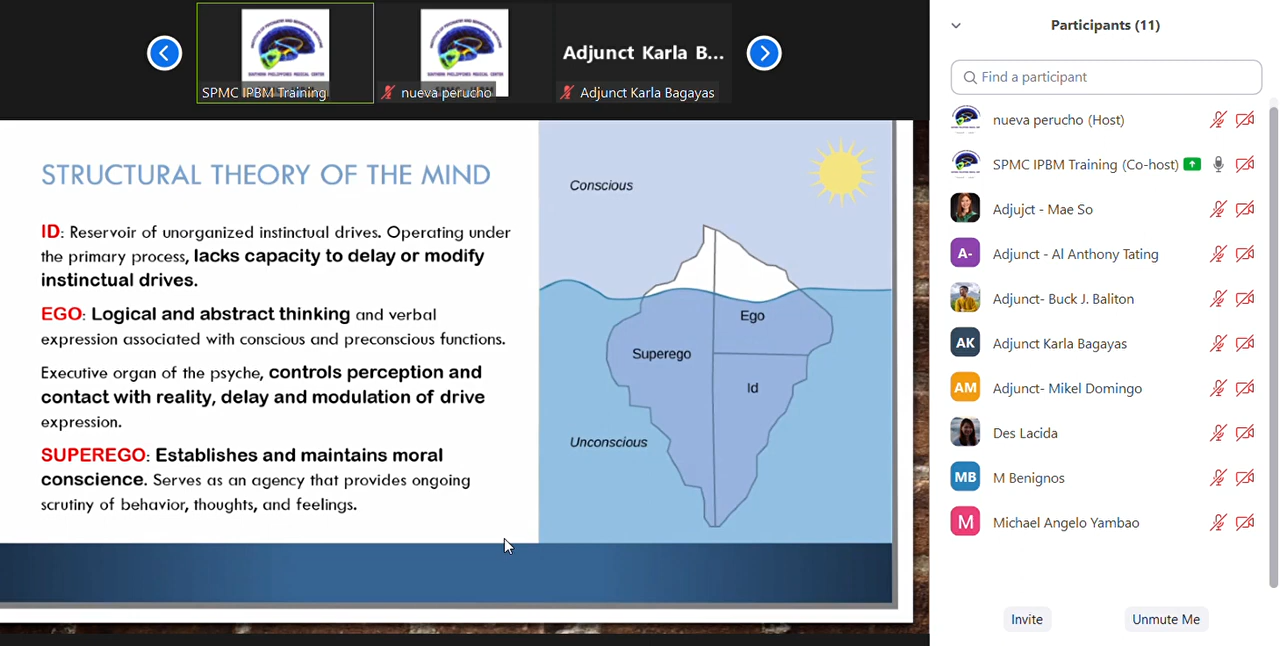 Adjunct Karla B...
SPMC IPBM Training
nueva perucho
Adjunct Karla Bagayas
STRUCTURAL THEORY OF THE MIND
ID: Reservoir of unorganized instinctual drives. Operating under
the primary process, lacks capacity to delay or modify
instinctual drives.
EGO: Logical and abstract thinking and verbal
expression associated with conscious and preconscious functions.
Executive organ of the psyche, controls perception and
contact with reality, delay and modulation of drive
expression.
SUPEREGO: Establishes and maintains moral
conscience. Serves as an agency that provides ongoing
scrutiny of behavior, thoughts, and feelings.
Conscious
Ego
Superego
Id
Unconscious
Participants (11)
Find a participant
nueva perucho (Host)
SPMC IPBM Training (Co-host)
Adjujct - Mae So
A-
Adjunct - Al Anthony Tating
Adjunct- Buck J. Baliton
AK
Adjunct Karla Bagayas
AM
Adjunct- Mikel Domingo
Des Lacida
MB
M Benignos
M
Michael Angelo Yambao
Invite
Unmute Me